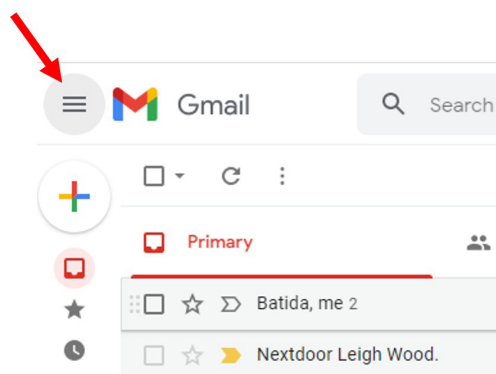 Gmail
Search
Primary
Batida, me 2
Nextdoor Leigh Wood.